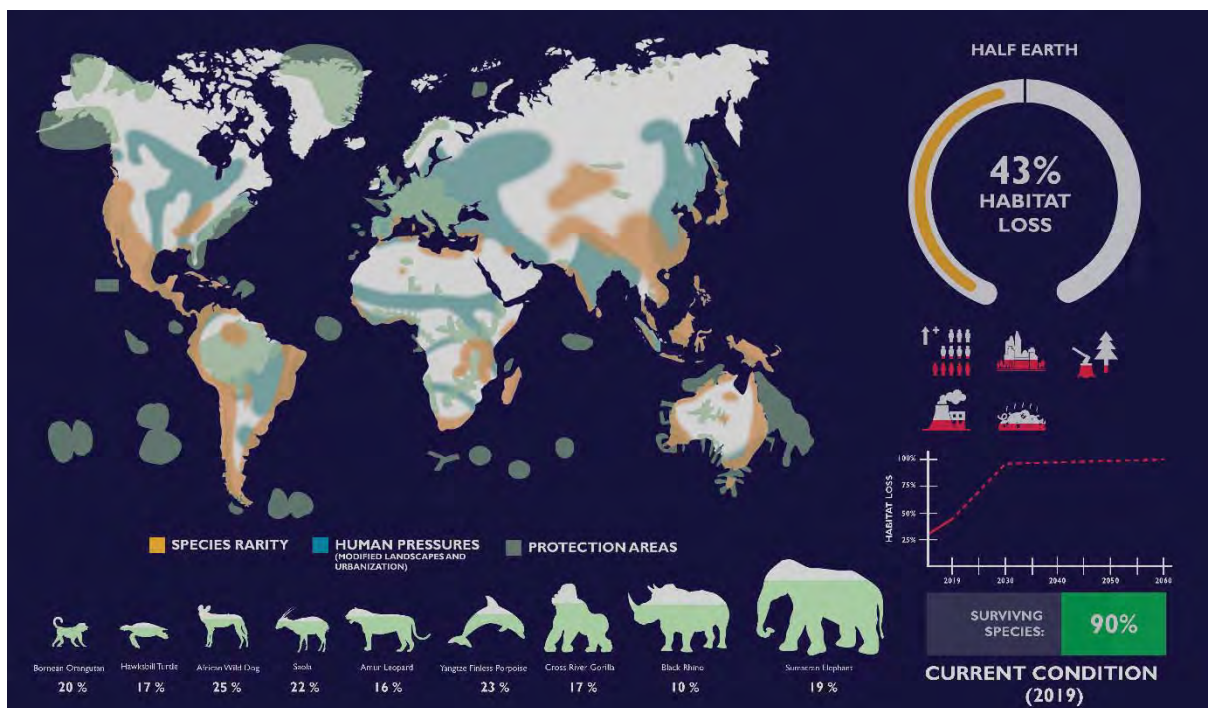 HALF EARTH
43%
HABITAT
LOSS
HABITAT LOSS
100%
75%
50%
25%
2019
2030
2040
2050
2060
SPECIES RARITY
HUMAN PRESSURES
(MODIFIED LANDSCAPES AND
URBANIZATION)
PROTECTION AREAS
Bornean Orangutan
Hawksbill Turtle
African Wild Dog
Saola
Amur Leopard
Yangtze Finless Porpoise
Cross River Gorilla
Black Rhino
Sumeran Elephant
20 %
17 %
25 %
22 %
16 %
23 %
17 %
10 %
19 %
SURVIVNG
SPECIES:
90%
CURRENT CONDITION
(2019)